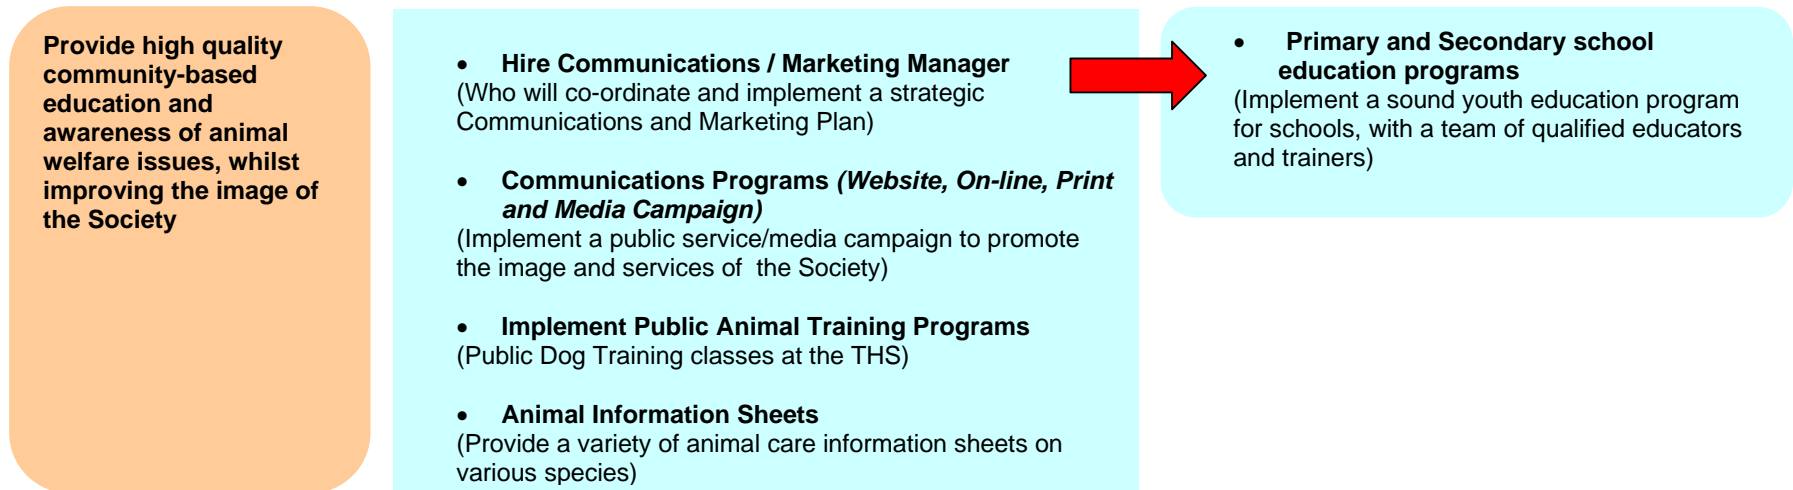 Provide high quality
community-based
education and
awareness of animal
welfare issues, whilst
improving the image of
the Society
• Hire Communications / Marketing Manager
(Who will co-ordinate and implement a strategic
Communications and Marketing Plan)
• Communications Programs (Website, On-line, Print
and Media Campaign)
(Implement a public service/media campaign to promote
the image and services of  the Society)
• Implement Public Animal Training Programs
(Public Dog Training classes at the THS)
• Animal Information Sheets
(Provide a variety of animal care information sheets on
various species)
• Primary and Secondary school
education programs
(Implement a sound youth education program
for schools, with a team of qualified educators
and trainers)